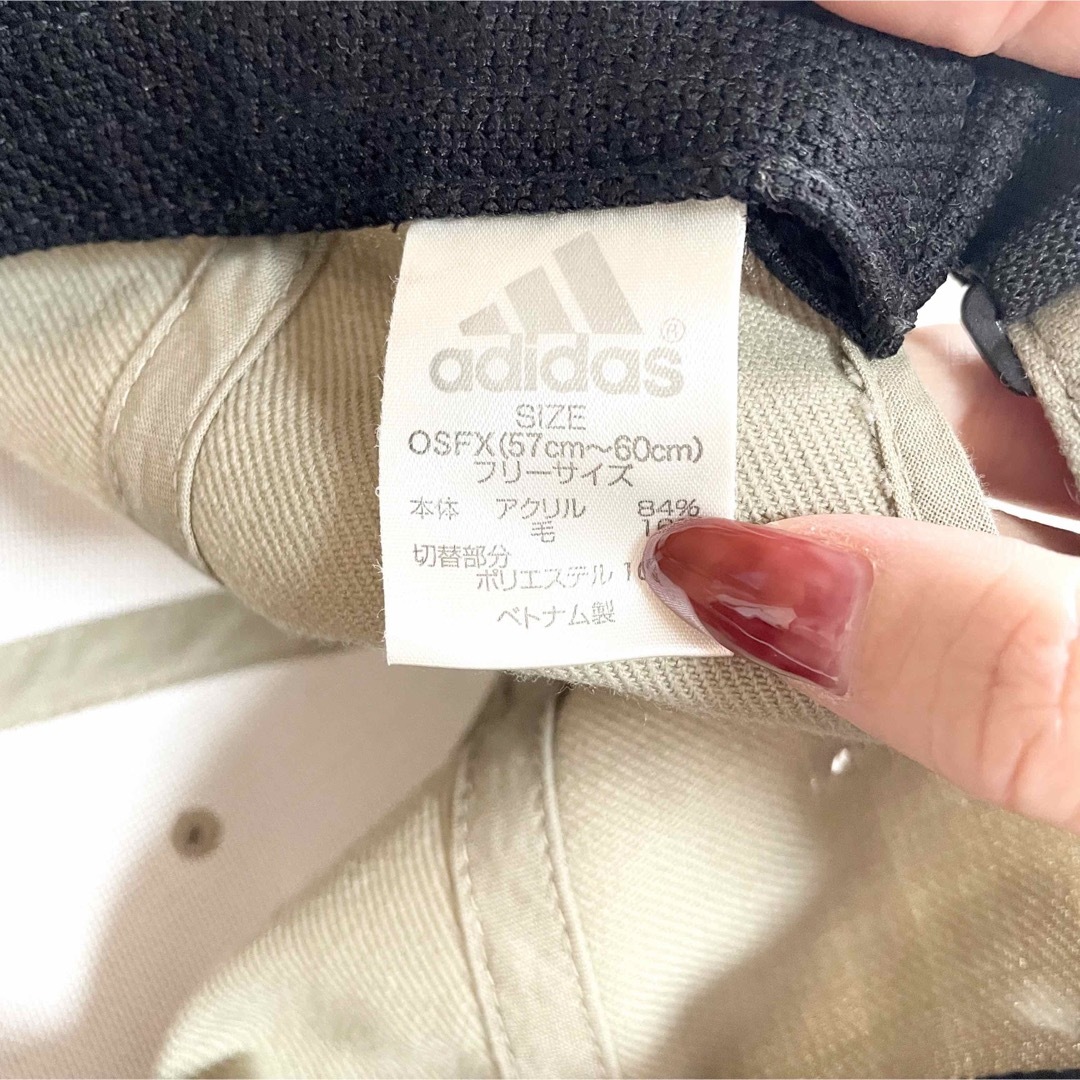 adidas®
SIZE
OSFX(57cm〜60cm)
フリーサイズ
本体 アクリル 84%
毛
切替部分
ポリエステル
ベトナム製